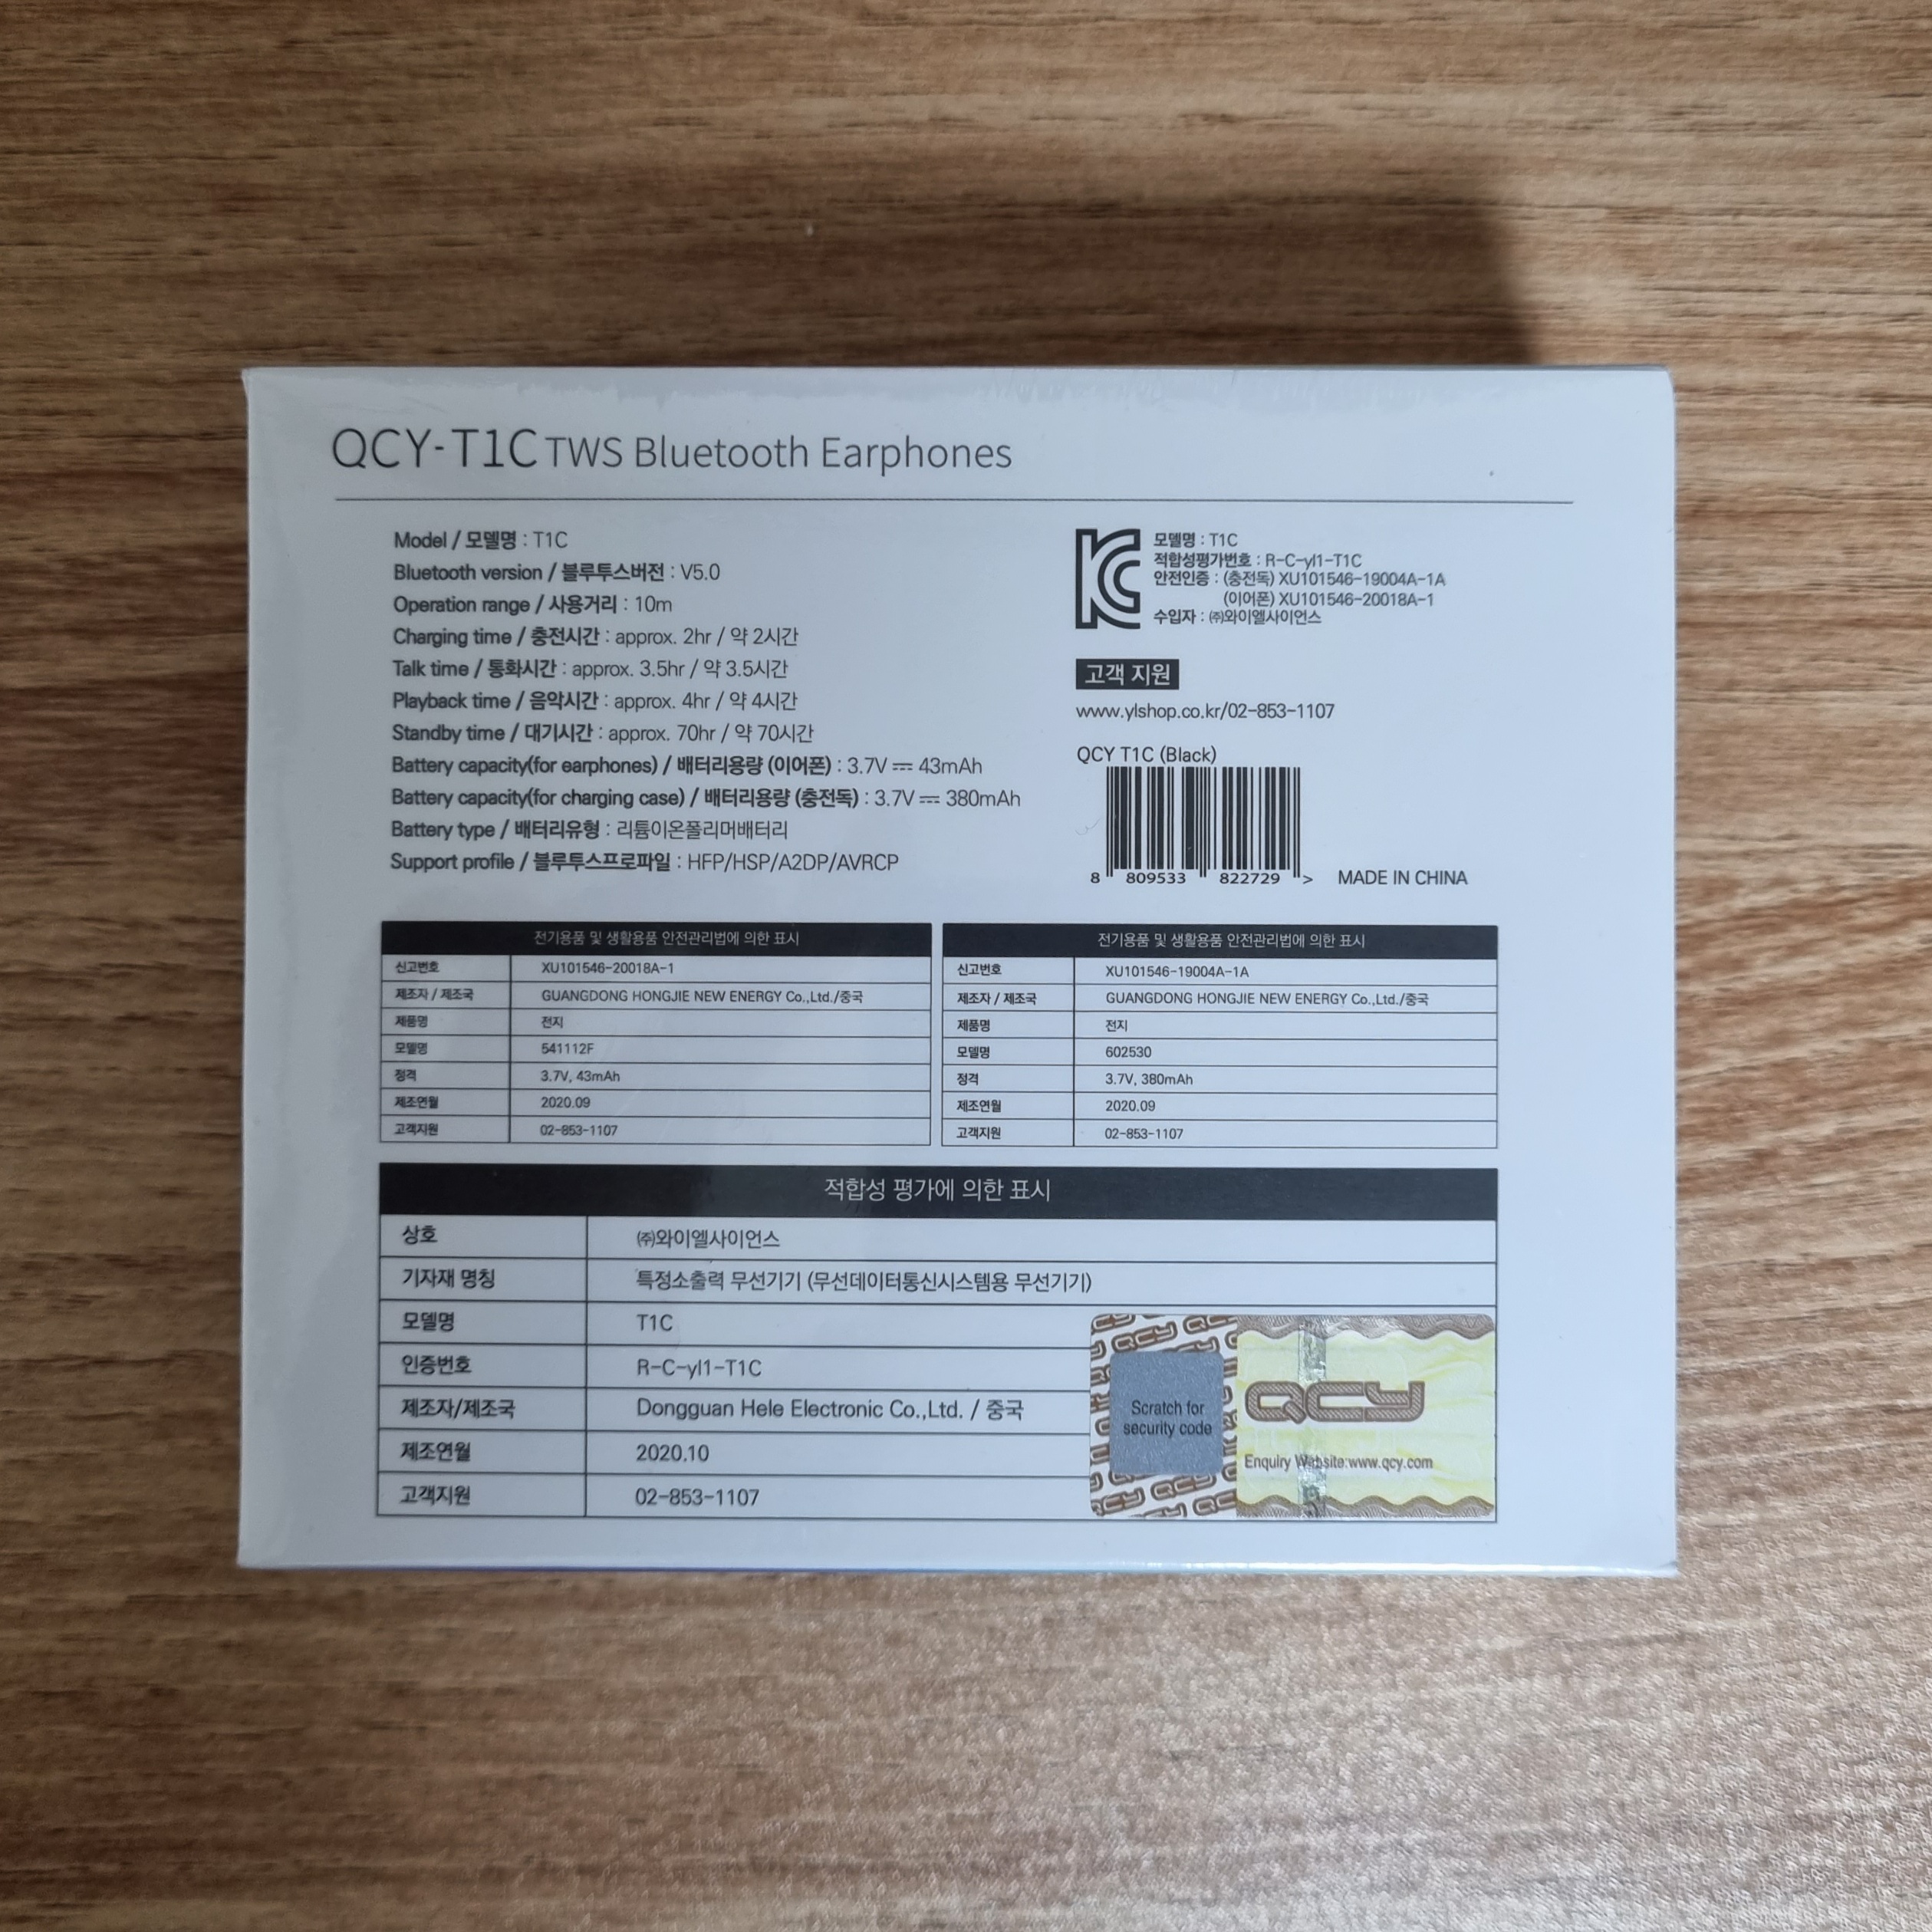 QCY-T1C TWS Bluetooth Earphones
Model / 모델명 : T1C
Bluetooth version / 블루투스버전 : V5.0
Operation range / 사용거리 : 10m
Charging time / 충전시간 : approx. 2hr / 약 2시간
Talk time / 통화시간 : approx. 3.5hr / 약 3.5시간
Playback time / 음악시간 : approx. 4hr / 약 4시간
Standby time / 대기시간 : approx. 70hr / 약 70시간
Battery capacity(for earphones) / 배터리용량 (이어폰) : 3.7V ⎓ 43mAh
Battery capacity(for charging case) / 배터리용량 (충전독) : 3.7V ⎓ 380mAh
Battery type / 배터리유형 : 리튬이온폴리머배터리
Support profile / 블루투스프로파일 : HFP/HSP/A2DP/AVRCP
모델명 : T1C
적합성평가번호 : R-C-yl1-T1C
안전인증 : (충전독) XU101546-19004A-1A
(이어폰) XU101546-20018A-1
수입자 : ㈜와이엘사이언스
고객 지원
www.ylshop.co.kr/02-853-1107
QCY T1C (Black)
8 809533 822729 >
MADE IN CHINA
전기용품 및 생활용품 안전관리법에 의한 표시
신고번호 XU101546-20018A-1
제조자 / 제조국 GUANGDONG HONGJIE NEW ENERGY Co.,Ltd./중국
제품명 전지
모델명 541112F
정격 3.7V, 43mAh
제조연월 2020.09
고객지원 02-853-1107
전기용품 및 생활용품 안전관리법에 의한 표시
신고번호 XU101546-19004A-1A
제조자 / 제조국 GUANGDONG HONGJIE NEW ENERGY Co.,Ltd./중국
제품명 전지
모델명 602530
정격 3.7V, 380mAh
제조연월 2020.09
고객지원 02-853-1107
적합성 평가에 의한 표시
상호 ㈜와이엘사이언스
기자재 명칭 특정소출력 무선기기 (무선데이터통신시스템용 무선기기)
모델명 T1C
인증번호 R-C-yl1-T1C
제조자/제조국 Dongguan Hele Electronic Co.,Ltd. / 중국
제조연월 2020.10
고객지원 02-853-1107
Scratch for
security code
QCY
Enquiry Website:www.qcy.com